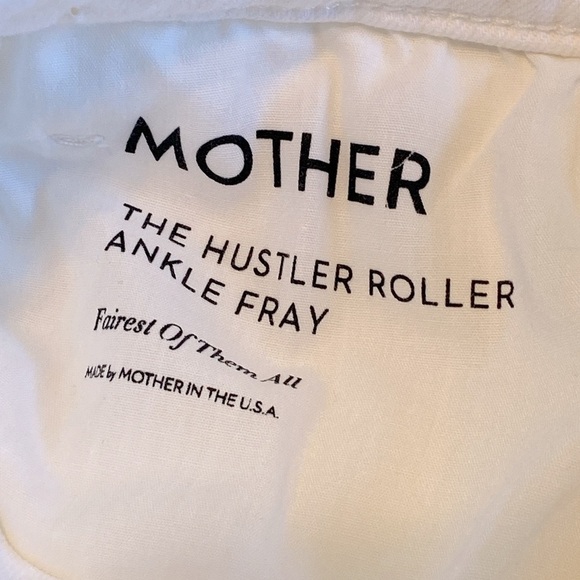 MOTHER
THE HUSTLER ROLLER
ANKLE FRAY
Fairest Of Them All
MADE by MOTHER IN THE U.S.A.